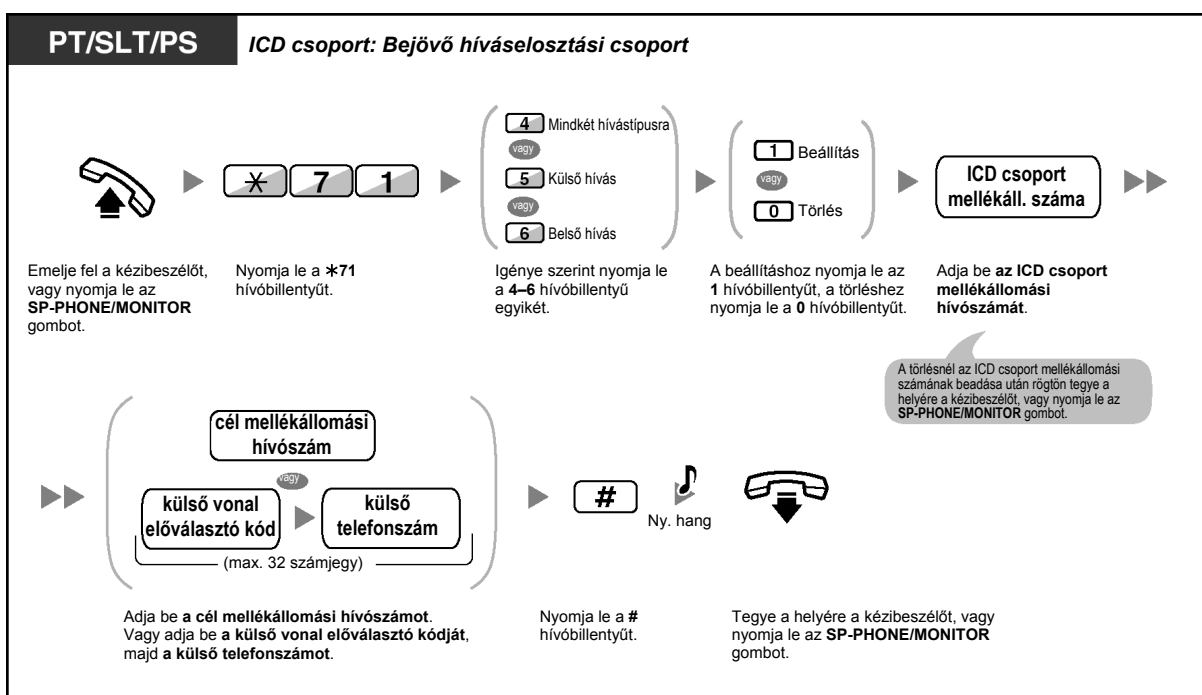 PT/SLT/PS
ICD csoport: Bejövő híváselosztási csoport
Emelje fel a kézibeszélőt,
vagy nyomja le az
SP-PHONE/MONITOR
gombot.
* 7 1
Nyomja le a *71
hívóbillentyűt.
4 Mindkét hívástípusra
vagy
5 Külső hívás
vagy
6 Belső hívás
Igénye szerint nyomja le
a 4–6 hívóbillentyű
egyikét.
1 Beállítás
vagy
0 Törlés
A beállításhoz nyomja le az
1 hívóbillentyűt, a törléshez
nyomja le a 0 hívóbillentyűt.
ICD csoport
mellékáll. száma
Adja be az ICD csoport
mellékállomási
hívószámát.
A törlésnél az ICD csoport mellékállomási
számának beadása után rögtön tegye a
helyére a kézibeszélőt, vagy nyomja le az
SP-PHONE/MONITOR gombot.
cél mellékállomási
hívószám
vagy
külső vonal
előválasztó kód
külső
telefonszám
(max. 32 számjegy)
Adja be a cél mellékállomási hívószámot.
Vagy adja be a külső vonal előválasztó kódját,
majd a külső telefonszámot.
#
Nyomja le a #
hívóbillentyűt.
Ny. hang
Tegye a helyére a kézibeszélőt, vagy
nyomja le az SP-PHONE/MONITOR
gombot.